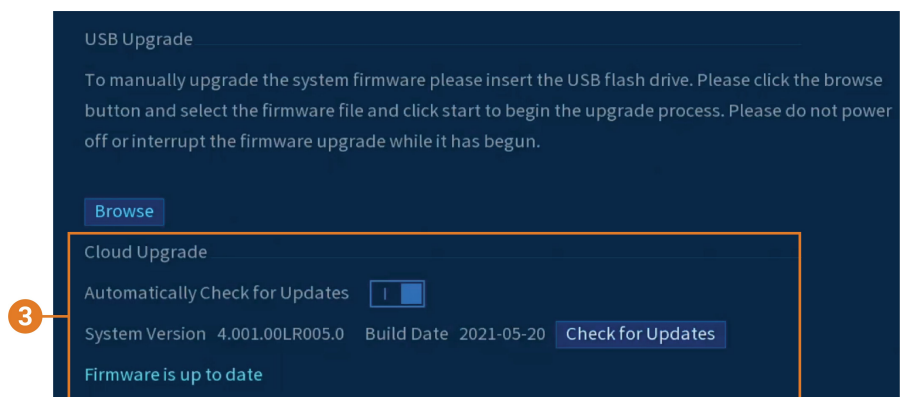 USB Upgrade
To manually upgrade the system firmware please insert the USB flash drive. Please click the browse
button and select the firmware file and click start to begin the upgrade process. Please do not power
off or interrupt the firmware upgrade while it has begun.
Browse
Cloud Upgrade
Automatically Check for Updates
3
System Version 4.001.00LR005.0 Build Date 2021-05-20 Check for Updates
Firmware is up to date